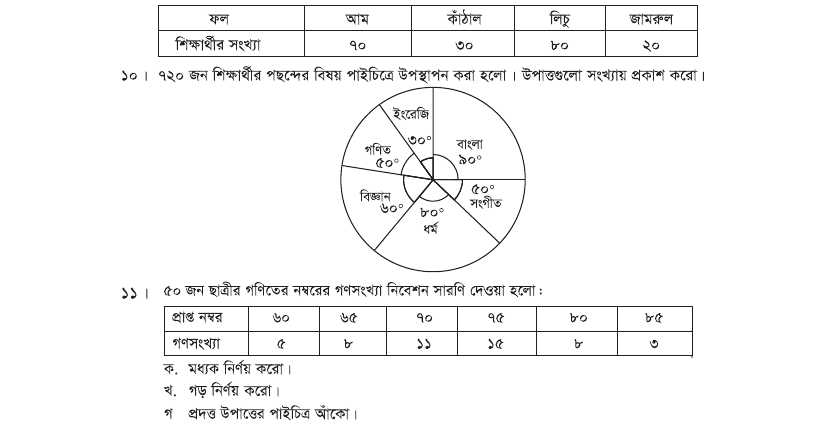 ফল আম কাঁঠাল লিচু জামরুল
শিক্ষার্থীর সংখ্যা ৭০ ৩০ ৮০ ২০
১০। ৭২০ জন শিক্ষার্থীর পছন্দের বিষয় পাইচিত্রে উপস্থাপন করা হলো। উপাত্তগুলো সংখ্যায় প্রকাশ করো।
ইংরেজি
৩০°
বাংলা
৯০°
গণিত
৫০°
৫০°
সংগীত
বিজ্ঞান
৬০°
৮০°
ধর্ম
১১। ৫০ জন ছাত্রীর গণিতের নম্বরের গণসংখ্যা নিবেশন সারণি দেওয়া হলো:
প্রাপ্ত নম্বর ৬০ ৬৫ ৭০ ৭৫ ৮০ ৮৫
গণসংখ্যা ৫ ৮ ১১ ১৫ ৮ ৩
ক. মধ্যক নির্ণয় করো।
খ. গড় নির্ণয় করো।
গ প্রদত্ত উপাত্তের পাইচিত্র আঁকো।